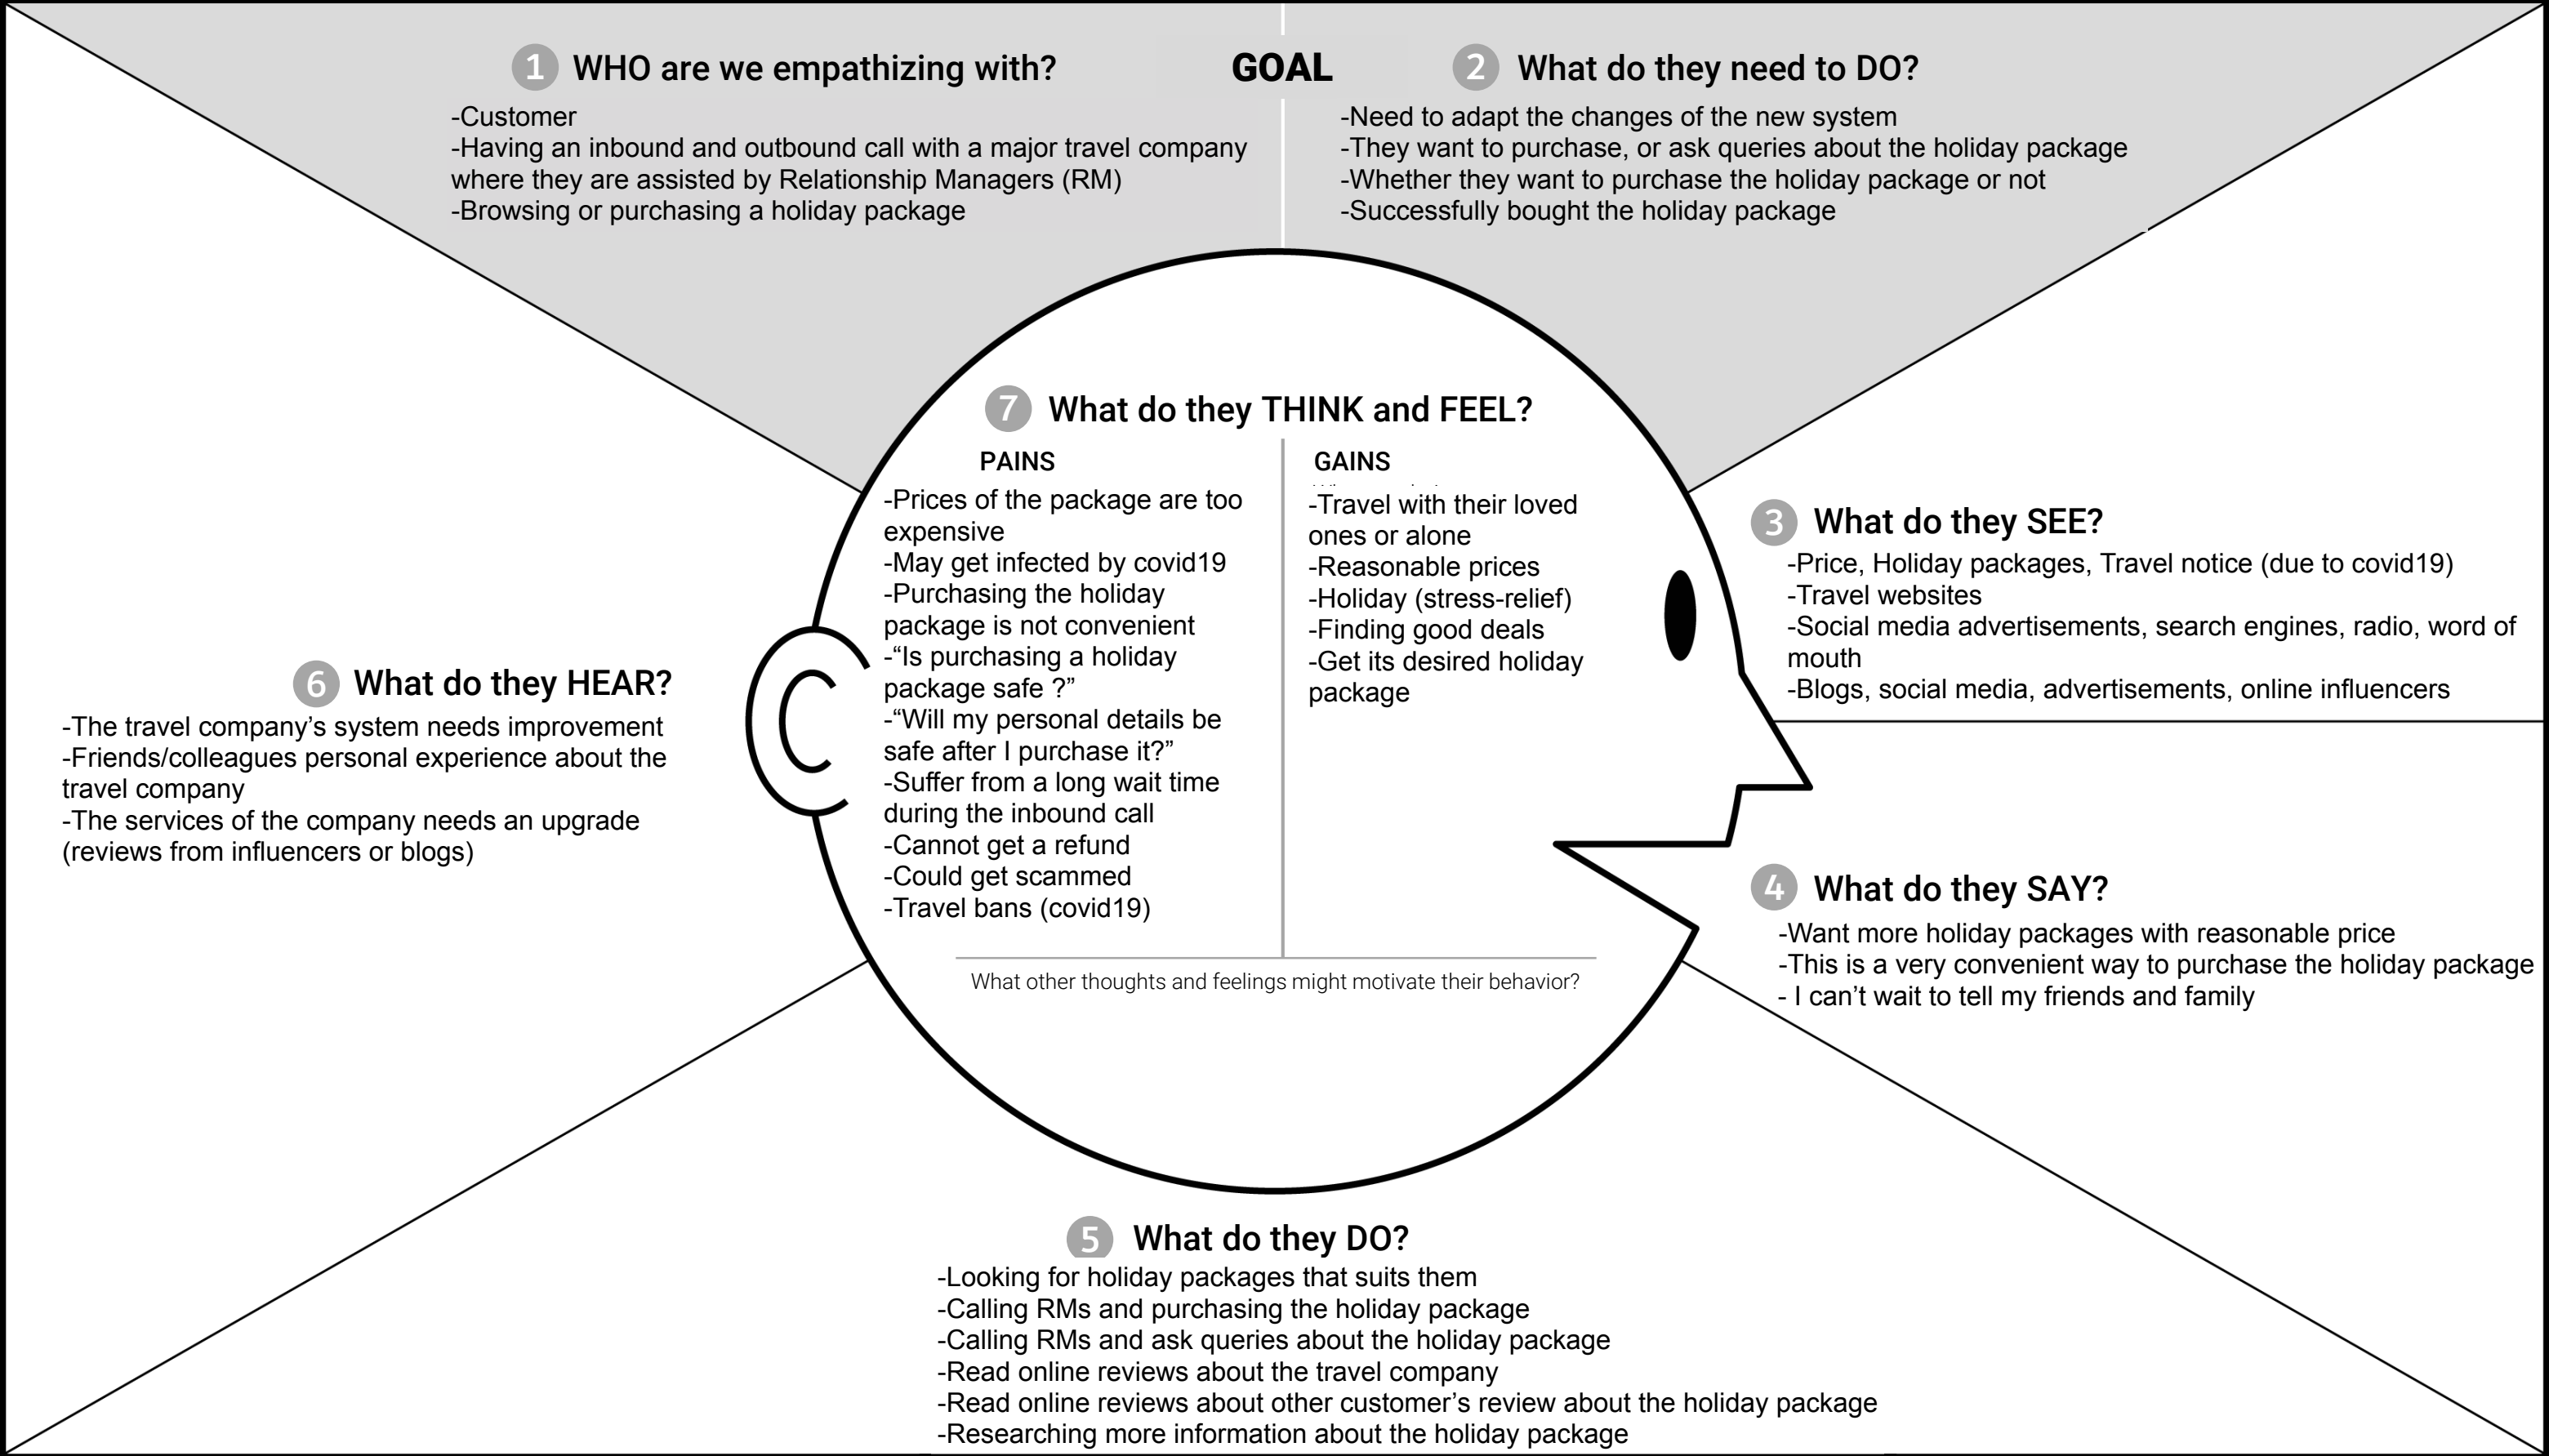 1 WHO are we empathizing with?
-Customer
-Having an inbound and outbound call with a major travel company
where they are assisted by Relationship Managers (RM)
-Browsing or purchasing a holiday package
GOAL
2 What do they need to DO?
-Need to adapt the changes of the new system
-They want to purchase, or ask queries about the holiday package
-Whether they want to purchase the holiday package or not
-Successfully bought the holiday package
3 What do they SEE?
-Price, Holiday packages, Travel notice (due to covid19)
-Travel websites
-Social media advertisements, search engines, radio, word of
mouth
-Blogs, social media, advertisements, online influencers
4 What do they SAY?
-Want more holiday packages with reasonable price
-This is a very convenient way to purchase the holiday package
- I can’t wait to tell my friends and family
5 What do they DO?
-Looking for holiday packages that suits them
-Calling RMs and purchasing the holiday package
-Calling RMs and ask queries about the holiday package
-Read online reviews about the travel company
-Read online reviews about other customer’s review about the holiday package
-Researching more information about the holiday package
6 What do they HEAR?
-The travel company’s system needs improvement
-Friends/colleagues personal experience about the
travel company
-The services of the company needs an upgrade
(reviews from influencers or blogs)
7 What do they THINK and FEEL?
PAINS
-Prices of the package are too
expensive
-May get infected by covid19
-Purchasing the holiday
package is not convenient
-“Is purchasing a holiday
package safe ?”
-“Will my personal details be
safe after I purchase it?”
-Suffer from a long wait time
during the inbound call
-Cannot get a refund
-Could get scammed
-Travel bans (covid19)
GAINS
-Travel with their loved
ones or alone
-Reasonable prices
-Holiday (stress-relief)
-Finding good deals
-Get its desired holiday
package
What other thoughts and feelings might motivate their behavior?